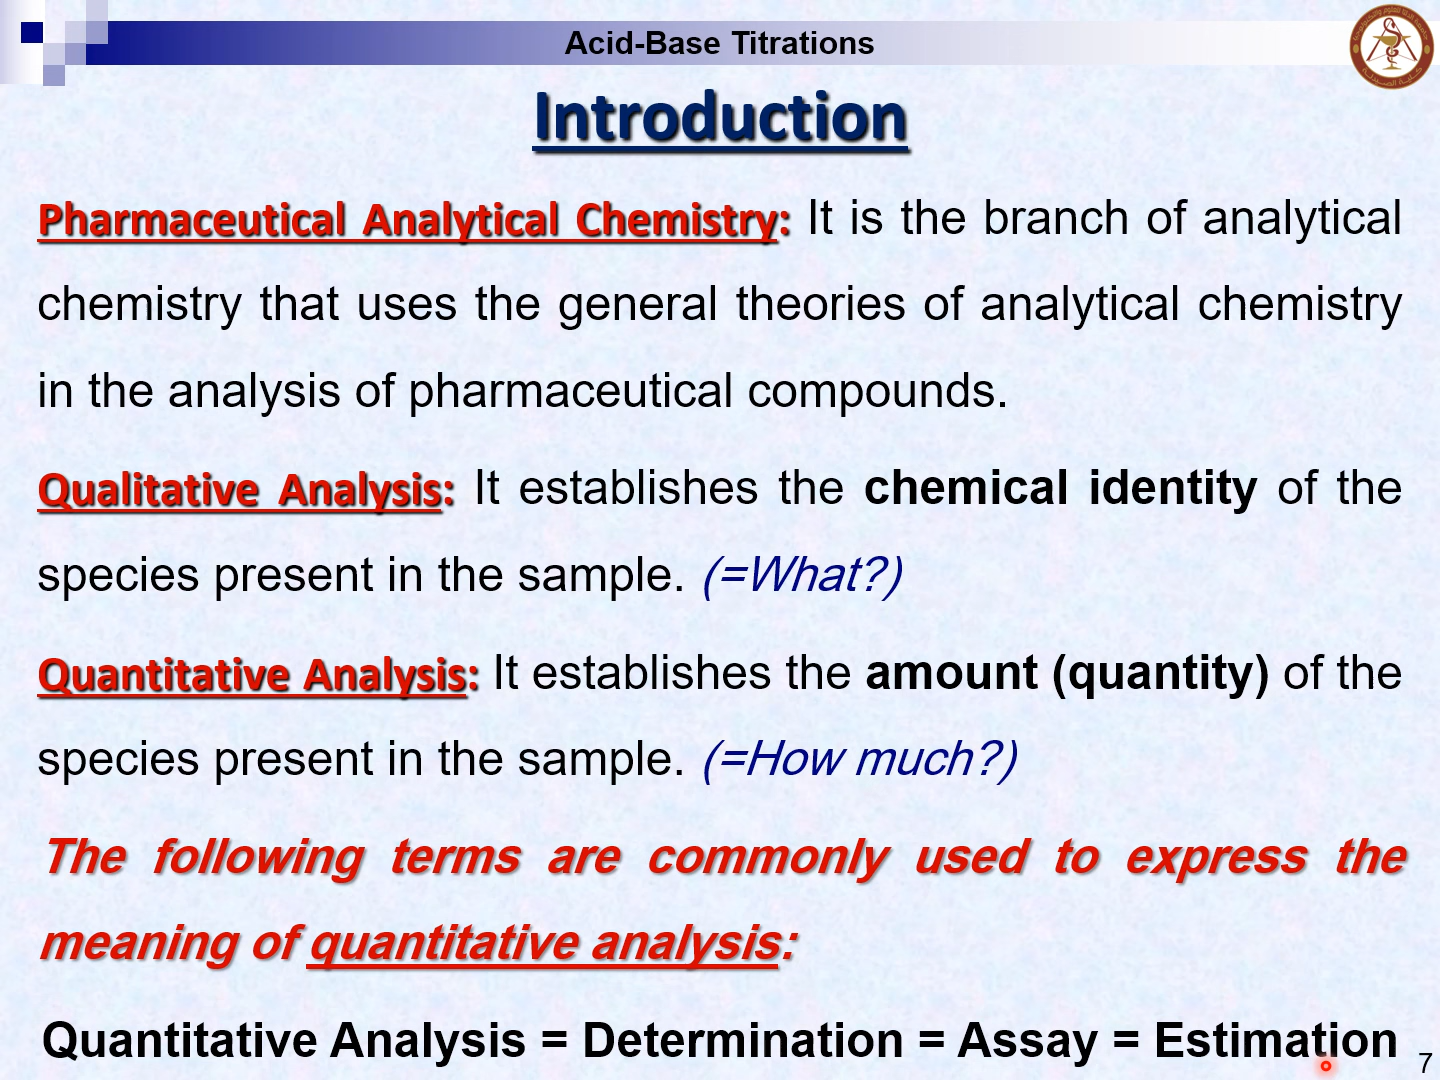 Acid-Base Titrations
Introduction
Pharmaceutical Analytical Chemistry: It is the branch of analytical
chemistry that uses the general theories of analytical chemistry
in the analysis of pharmaceutical compounds.
Qualitative Analysis: It establishes the chemical identity of the
species present in the sample. (=What?)
Quantitative Analysis: It establishes the amount (quantity) of the
species present in the sample. (=How much?)
The following terms are commonly used to express the
meaning of quantitative analysis:
Quantitative Analysis = Determination = Assay = Estimation
7